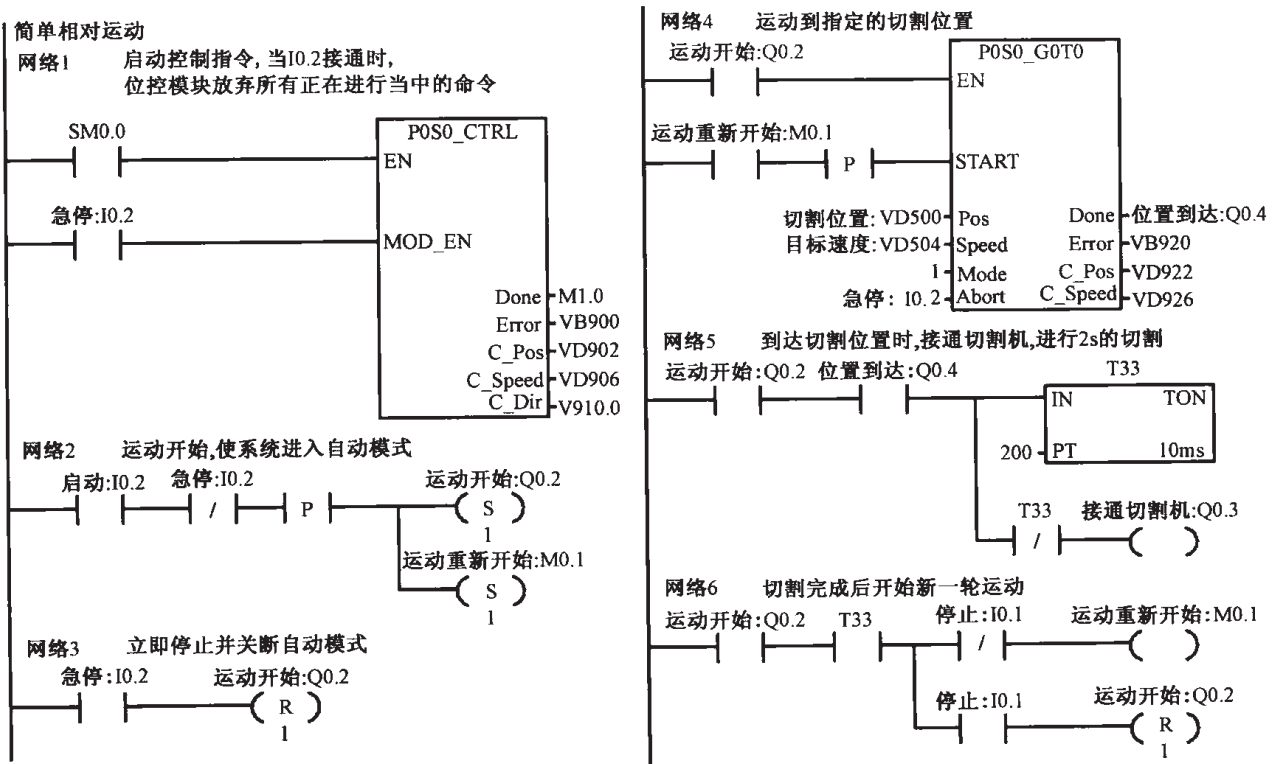 简单相对运动
网络1 启动控制指令, 当I0.2接通时,
位控模块放弃所有正在进行当中的命令
SM0.0
P0S0_CTRL
EN
急停:I0.2
MOD_EN
Done M1.0
Error VB900
C_Pos VD902
C_Speed VD906
C_Dir V910.0
网络2 运动开始,使系统进入自动模式
启动:I0.2 急停:I0.2 运动开始:Q0.2
/ P S
1
运动重新开始:M0.1
S
1
网络3 立即停止并关断自动模式
急停:I0.2 运动开始:Q0.2
R
1
网络4 运动到指定的切割位置
运动开始:Q0.2
P0S0_G0T0
EN
运动重新开始:M0.1
P START
切割位置: VD500 Pos Done 位置到达:Q0.4
目标速度:VD504 Speed Error VB920
1 Mode C_Pos VD922
急停: I0.2 Abort C_Speed VD926
网络5 到达切割位置时,接通切割机,进行2s的切割
运动开始:Q0.2 位置到达:Q0.4 T33
IN TON
200 PT 10ms
T33 接通切割机:Q0.3
/
网络6 切割完成后开始新一轮运动
运动开始:Q0.2 T33 停止:I0.1 运动重新开始:M0.1
/
停止:I0.1 运动开始:Q0.2
R
1